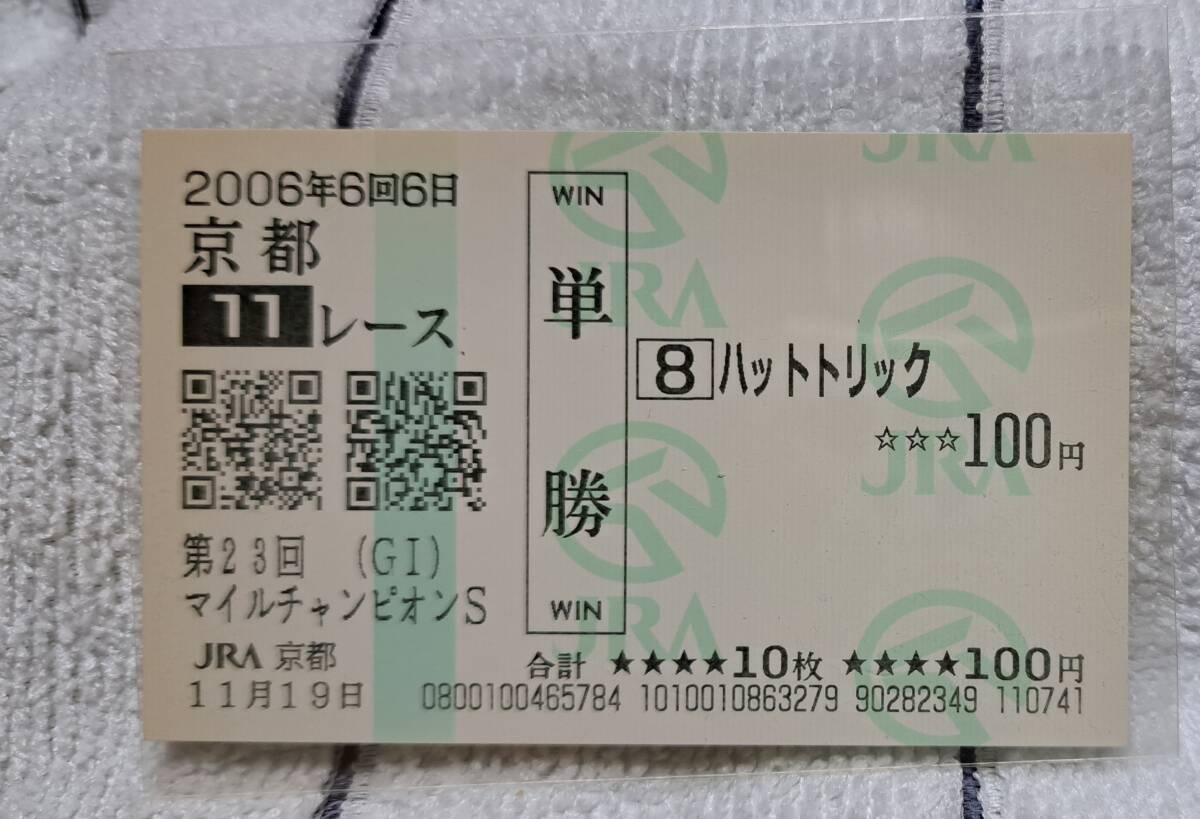 2006年6回6日
京都
11レース
第23回 (GI)
マイルチャンピオンS
JRA 京都
11月19日
WIN
単勝
WIN
8 ハットトリック
☆☆☆100円
合計 ★★★★10枚 ★★★★100円
0800100465784 1010010863279 90282349 110741
JRA
JRA
JRA
JRA